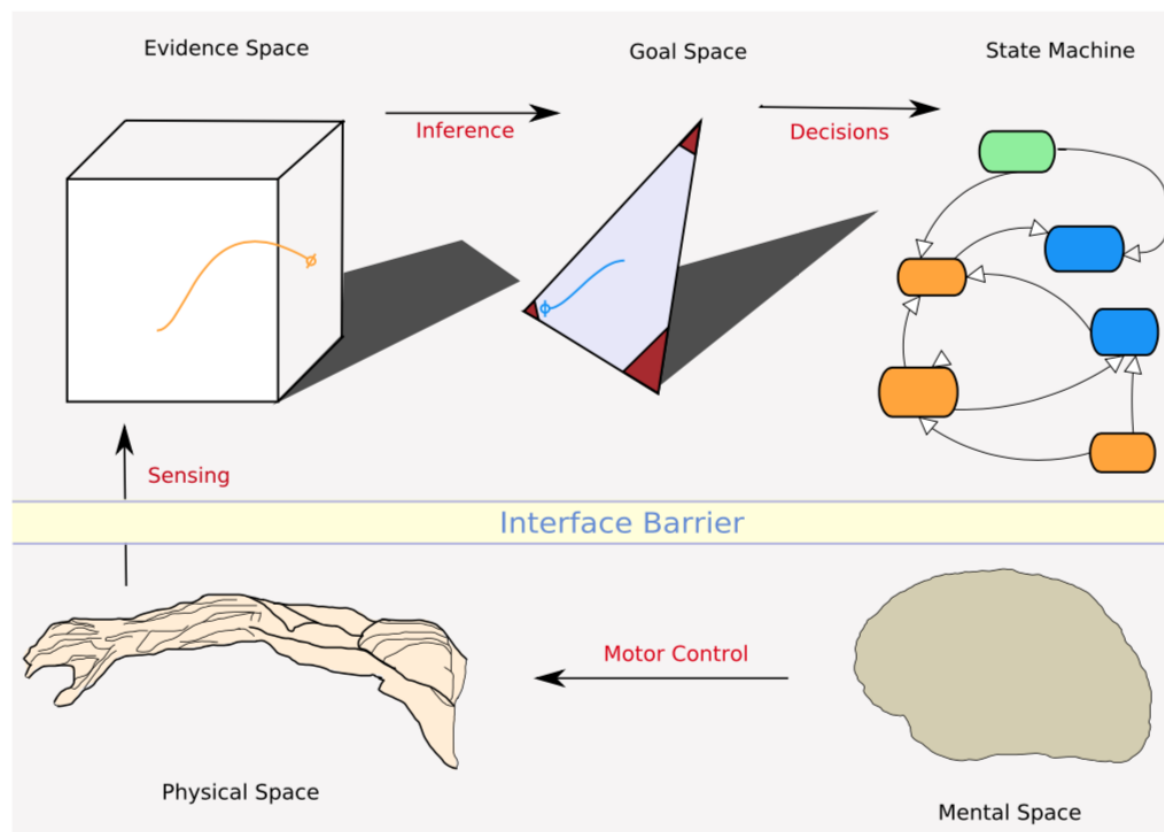 Evidence Space
Goal Space
State Machine
Inference
Decisions
Sensing
Interface Barrier
Motor Control
Physical Space
Mental Space